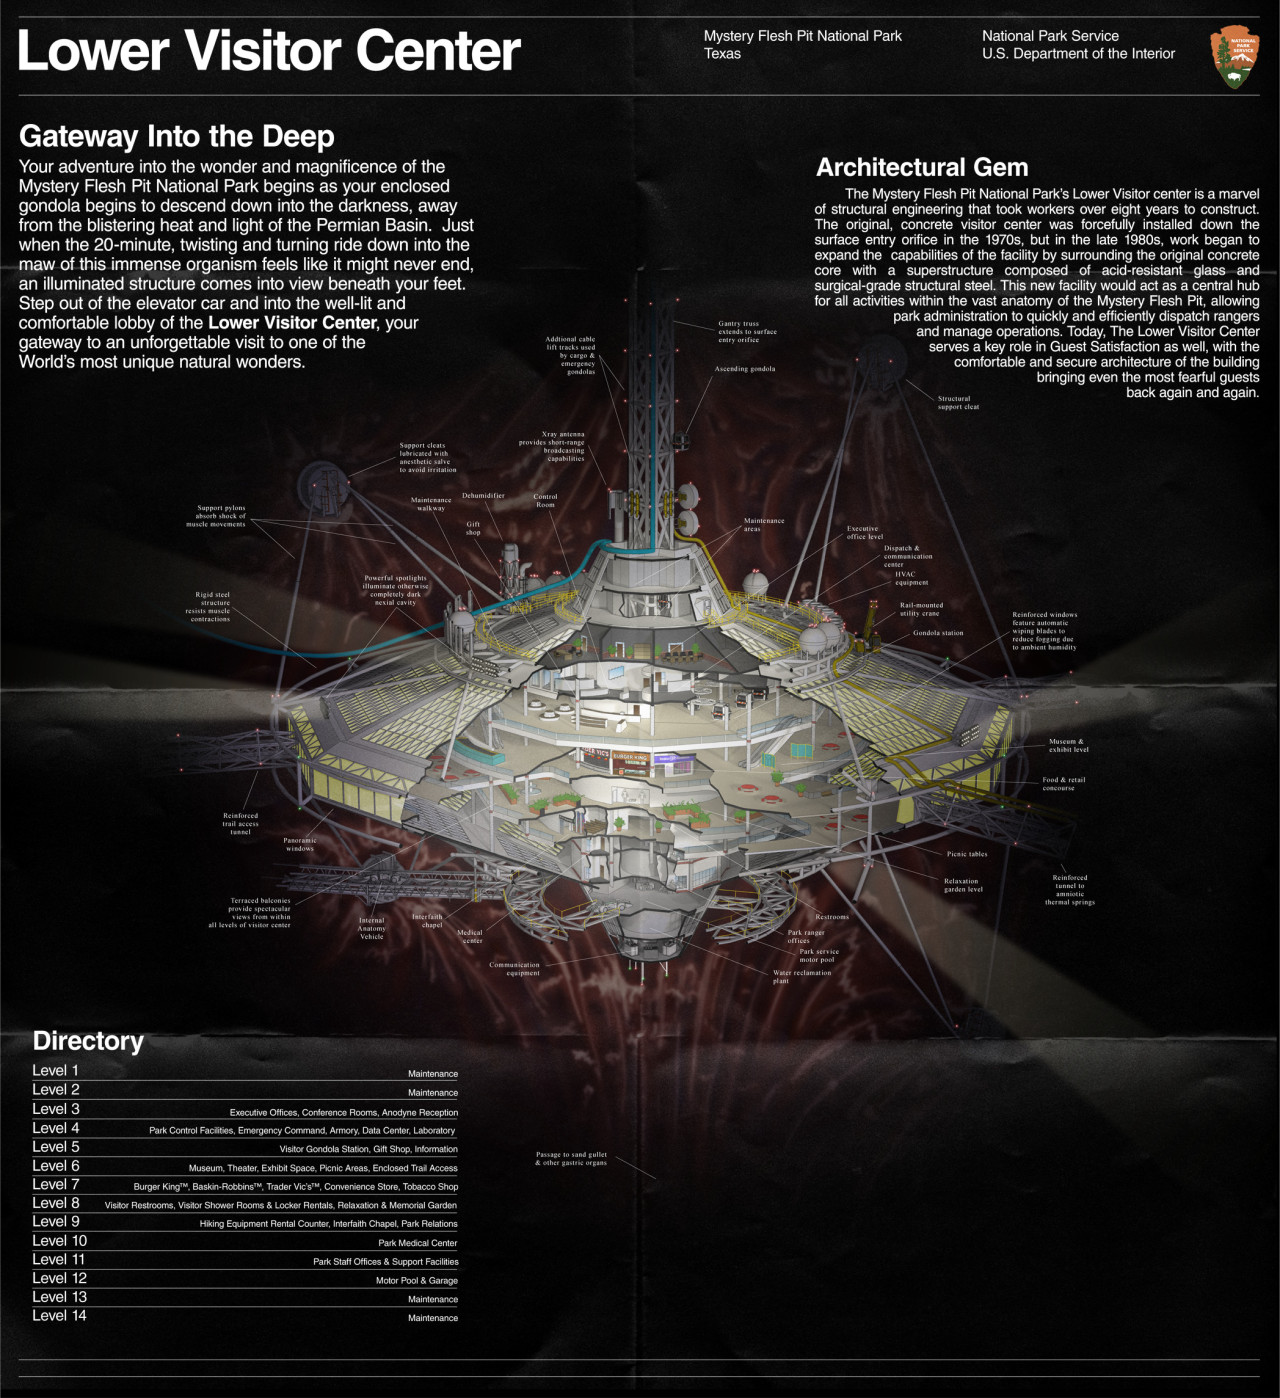 Lower Visitor Center
Mystery Flesh Pit National Park
Texas
National Park Service
U.S. Department of the Interior
NATIONAL
PARK
SERVICE
Gateway Into the Deep
Your adventure into the wonder and magnificence of the
Mystery Flesh Pit National Park begins as your enclosed
gondola begins to descend down into the darkness, away
from the blistering heat and light of the Permian Basin.  Just
when the 20-minute, twisting and turning ride down into the
maw of this immense organism feels like it might never end,
an illuminated structure comes into view beneath your feet.
Step out of the elevator car and into the well-lit and
comfortable lobby of the Lower Visitor Center, your
gateway to an unforgettable visit to one of the
World's most unique natural wonders.
Architectural Gem
The Mystery Flesh Pit National Park's Lower Visitor center is a marvel
of structural engineering that took workers over eight years to construct.
The original, concrete visitor center was forcefully installed down the
surface entry orifice in the 1970s, but in the late 1980s, work began to
expand the  capabilities of the facility by surrounding the original concrete
core with a superstructure composed of acid-resistant glass and
surgical-grade structural steel. This new facility would act as a central hub
for all activities within the vast anatomy of the Mystery Flesh Pit, allowing
park administration to quickly and efficiently dispatch rangers
and manage operations. Today, The Lower Visitor Center
serves a key role in Guest Satisfaction as well, with the
comfortable and secure architecture of the building
bringing even the most fearful guests
back again and again.
Gantry truss
extends to surface
entry orifice
Addtional cable
lift tracks used
by cargo &
emergency
gondolas
Ascending gondola
Structural
support cleat
Xray antenna
provides short-range
broadcasting
capabilities
Support cleats
lubricated with
anesthetic salve
to avoid irritation
Maintenance
walkway
Dehumidifier
Control
Room
Gift
shop
Support pylons
absorb shock of
muscle movements
Maintenance
areas
Executive
office level
Dispatch &
communication
center
HVAC
equipment
Powerful spotlights
illuminate otherwise
completely dark
nexial cavity
Rigid steel
structure
resists muscle
contractions
Rail-mounted
utility crane
Gondola station
Reinforced windows
feature automatic
wiping blades to
reduce fogging due
to ambient humidity
Museum &
exhibit level
Food & retail
concourse
BURGER KING
Reinforced
trail access
tunnel
Panoramic
windows
Picnic tables
Relaxation
garden level
Reinforced
tunnel to
amniotic
thermal springs
Terraced balconies
provide spectacular
views from within
all levels of visitor center
Internal
Anatomy
Vehicle
Interfaith
chapel
Medical
center
Restrooms
Park ranger
offices
Park service
motor pool
Communication
equipment
Water reclamation
plant
Directory
Level 1 Maintenance
Level 2 Maintenance
Level 3 Executive Offices, Conference Rooms, Anodyne Reception
Level 4 Park Control Facilities, Emergency Command, Armory, Data Center, Laboratory
Level 5 Visitor Gondola Station, Gift Shop, Information
Level 6 Museum, Theater, Exhibit Space, Picnic Areas, Enclosed Trail Access
Level 7 Burger King™, Baskin-Robbins™, Trader Vic's™, Convenience Store, Tobacco Shop
Level 8 Visitor Restrooms, Visitor Shower Rooms & Locker Rentals, Relaxation & Memorial Garden
Level 9 Hiking Equipment Rental Counter, Interfaith Chapel, Park Relations
Level 10 Park Medical Center
Level 11 Park Staff Offices & Support Facilities
Level 12 Motor Pool & Garage
Level 13 Maintenance
Level 14 Maintenance
Passage to sand gullet
& other gastric organs